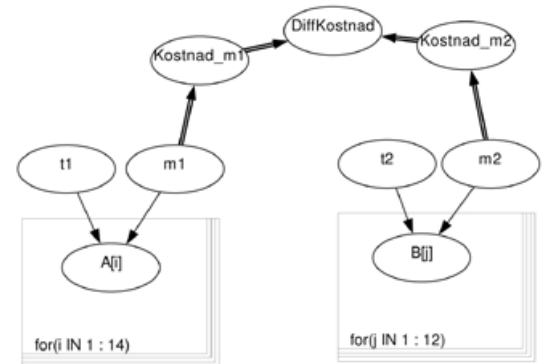 DiffKostnad
Kostnad_m1
Kostnad_m2
t1
m1
t2
m2
A[i]
B[j]
for(i IN 1 : 14)
for(j IN 1 : 12)